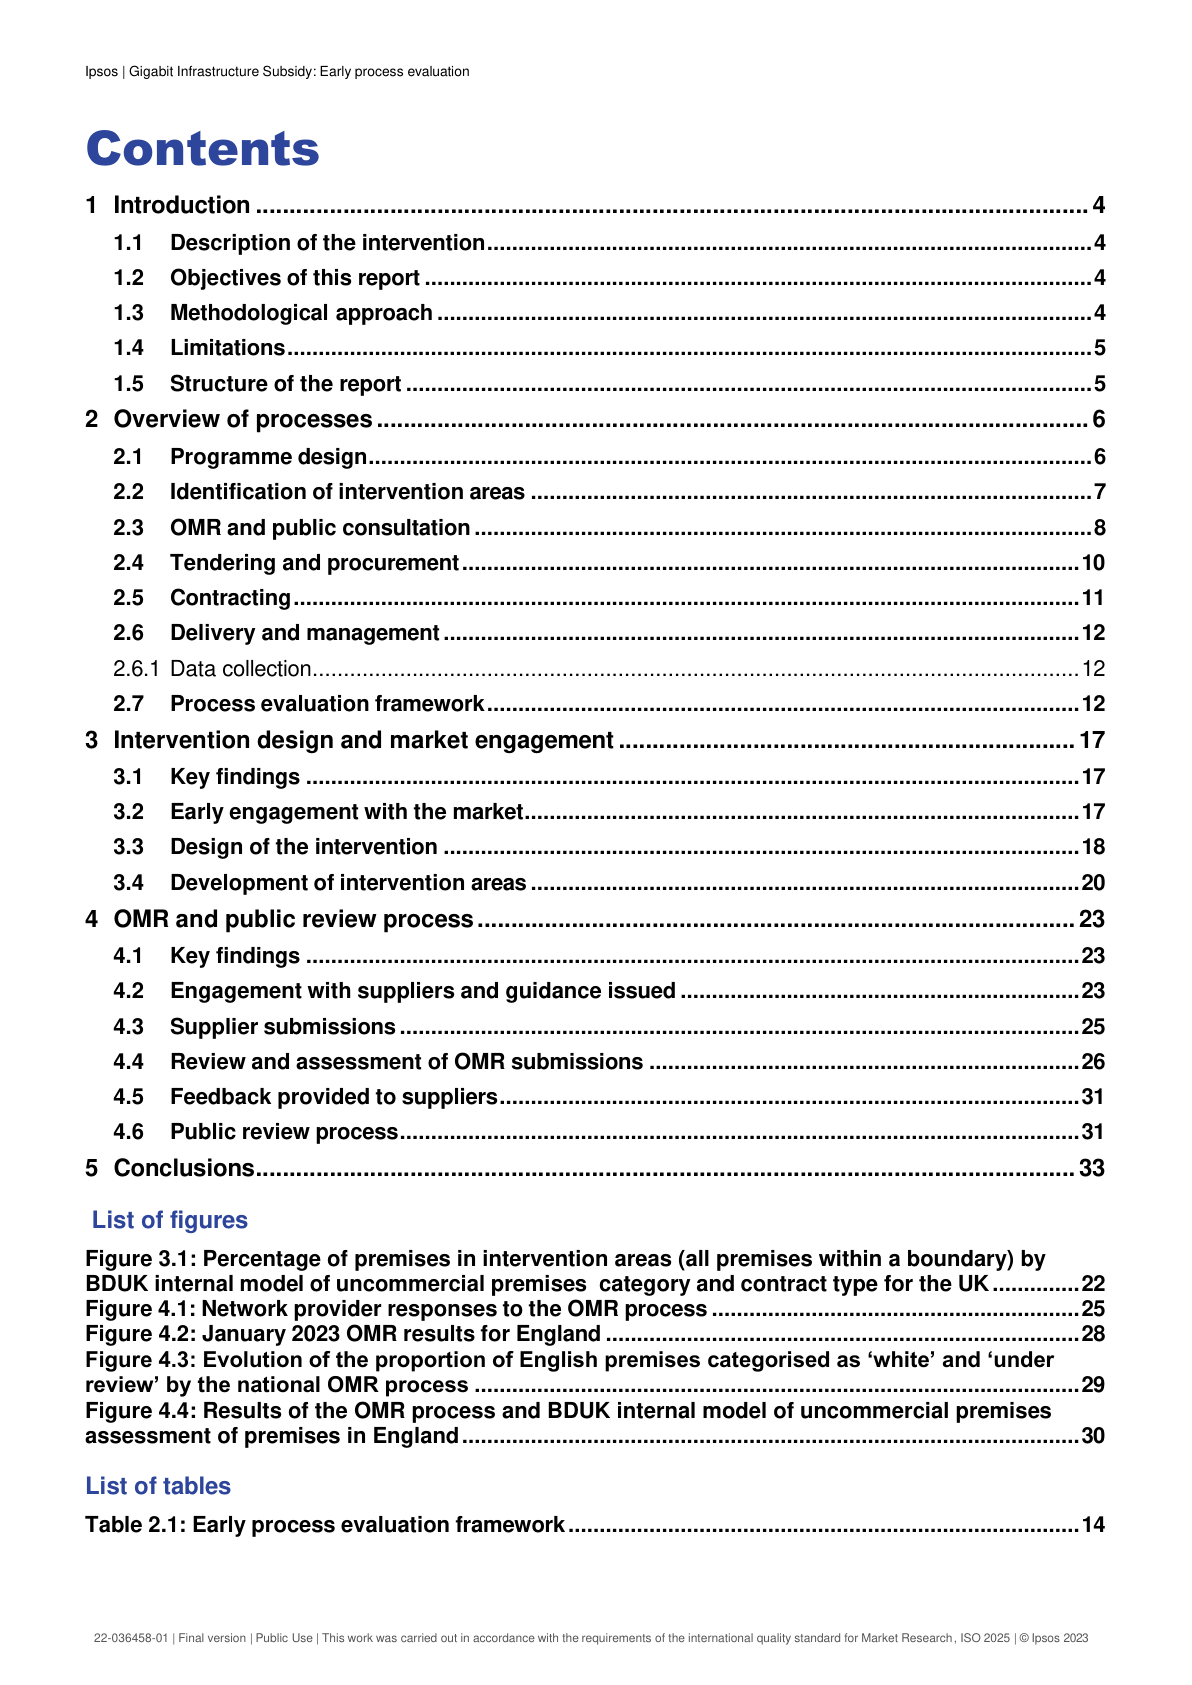 Ipsos | Gigabit Infrastructure Subsidy: Early process evaluation
Contents
1 Introduction ........ 4
1.1 Description of the intervention ........ 4
1.2 Objectives of this report ........ 4
1.3 Methodological approach ........ 4
1.4 Limitations ........ 5
1.5 Structure of the report ........ 5
2 Overview of processes ........ 6
2.1 Programme design ........ 6
2.2 Identification of intervention areas ........ 7
2.3 OMR and public consultation ........ 8
2.4 Tendering and procurement ........ 10
2.5 Contracting ........ 11
2.6 Delivery and management ........ 12
2.6.1 Data collection ........ 12
2.7 Process evaluation framework ........ 12
3 Intervention design and market engagement ........ 17
3.1 Key findings ........ 17
3.2 Early engagement with the market ........ 17
3.3 Design of the intervention ........ 18
3.4 Development of intervention areas ........ 20
4 OMR and public review process ........ 23
4.1 Key findings ........ 23
4.2 Engagement with suppliers and guidance issued ........ 23
4.3 Supplier submissions ........ 25
4.4 Review and assessment of OMR submissions ........ 26
4.5 Feedback provided to suppliers ........ 31
4.6 Public review process ........ 31
5 Conclusions ........ 33
List of figures
Figure 3.1: Percentage of premises in intervention areas (all premises within a boundary) by
BDUK internal model of uncommercial premises category and contract type for the UK ........ 22
Figure 4.1: Network provider responses to the OMR process ........ 25
Figure 4.2: January 2023 OMR results for England ........ 28
Figure 4.3: Evolution of the proportion of English premises categorised as ‘white’ and ‘under
review’ by the national OMR process ........ 29
Figure 4.4: Results of the OMR process and BDUK internal model of uncommercial premises
assessment of premises in England ........ 30
List of tables
Table 2.1: Early process evaluation framework ........ 14
22-036458-01 | Final version | Public Use | This work was carried out in accordance with the requirements of the international quality standard for Market Research, ISO 2025 | © Ipsos 2023